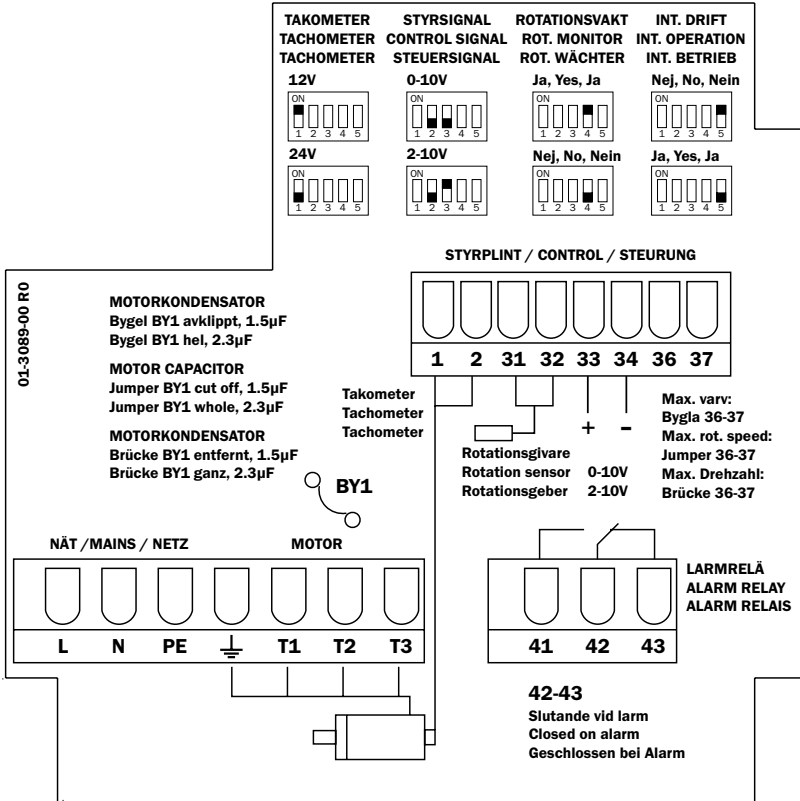 TAKOMETER
TACHOMETER
TACHOMETER
12V
ON
1 2 3 4 5
24V
ON
1 2 3 4 5
STYRSIGNAL
CONTROL SIGNAL
STEUERSIGNAL
0-10V
ON
1 2 3 4 5
2-10V
ON
1 2 3 4 5
ROTATIONSVAKT
ROT. MONITOR
ROT. WÄCHTER
Ja, Yes, Ja
ON
1 2 3 4 5
Nej, No, Nein
ON
1 2 3 4 5
INT. DRIFT
INT. OPERATION
INT. BETRIEB
Nej, No, Nein
ON
1 2 3 4 5
Ja, Yes, Ja
ON
1 2 3 4 5
01-3089-00 R0
MOTORKONDENSATOR
Bygel BY1 avklippt, 1.5µF
Bygel BY1 hel, 2.3µF
MOTOR CAPACITOR
Jumper BY1 cut off, 1.5µF
Jumper BY1 whole, 2.3µF
MOTORKONDENSATOR
Brücke BY1 entfernt, 1.5µF
Brücke BY1 ganz, 2.3µF
BY1
STYRPLINT / CONTROL / STEURUNG
1 2 31 32 33 34 36 37
Takometer
Tachometer
Tachometer
Rotationsgivare
Rotation sensor
Rotationsgeber
+ -
0-10V
2-10V
Max. varv:
Bygla 36-37
Max. rot. speed:
Jumper 36-37
Max. Drehzahl:
Brücke 36-37
NÄT /MAINS / NETZ
MOTOR
L N PE T1 T2 T3
LARMRELÄ
ALARM RELAY
ALARM RELAIS
41 42 43
42-43
Slutande vid larm
Closed on alarm
Geschlossen bei Alarm